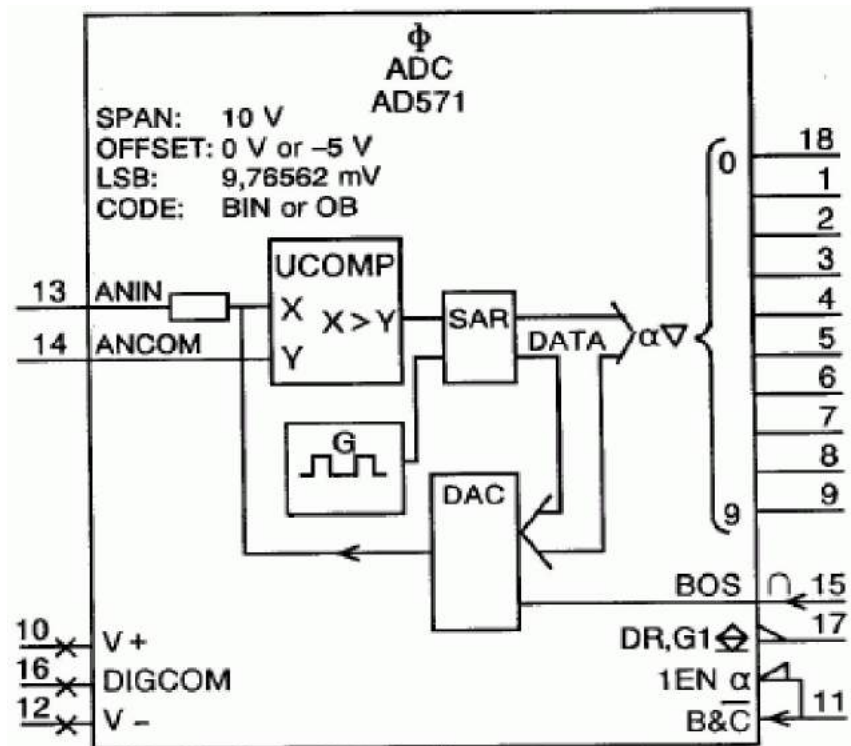 ϕ
ADC
AD571
SPAN: 10 V
OFFSET: 0 V or –5 V
LSB: 9,76562 mV
CODE: BIN or OB
13 ANIN
14 ANCOM
UCOMP
X X > Y
Y
SAR
DATA
α▽
G
DAC
0
9
18
1
2
3
4
5
6
7
8
9
BOS ∩ 15
DR,G1 17
1EN α
B&C̅ 11
10 V +
16 DIGCOM
12 V –